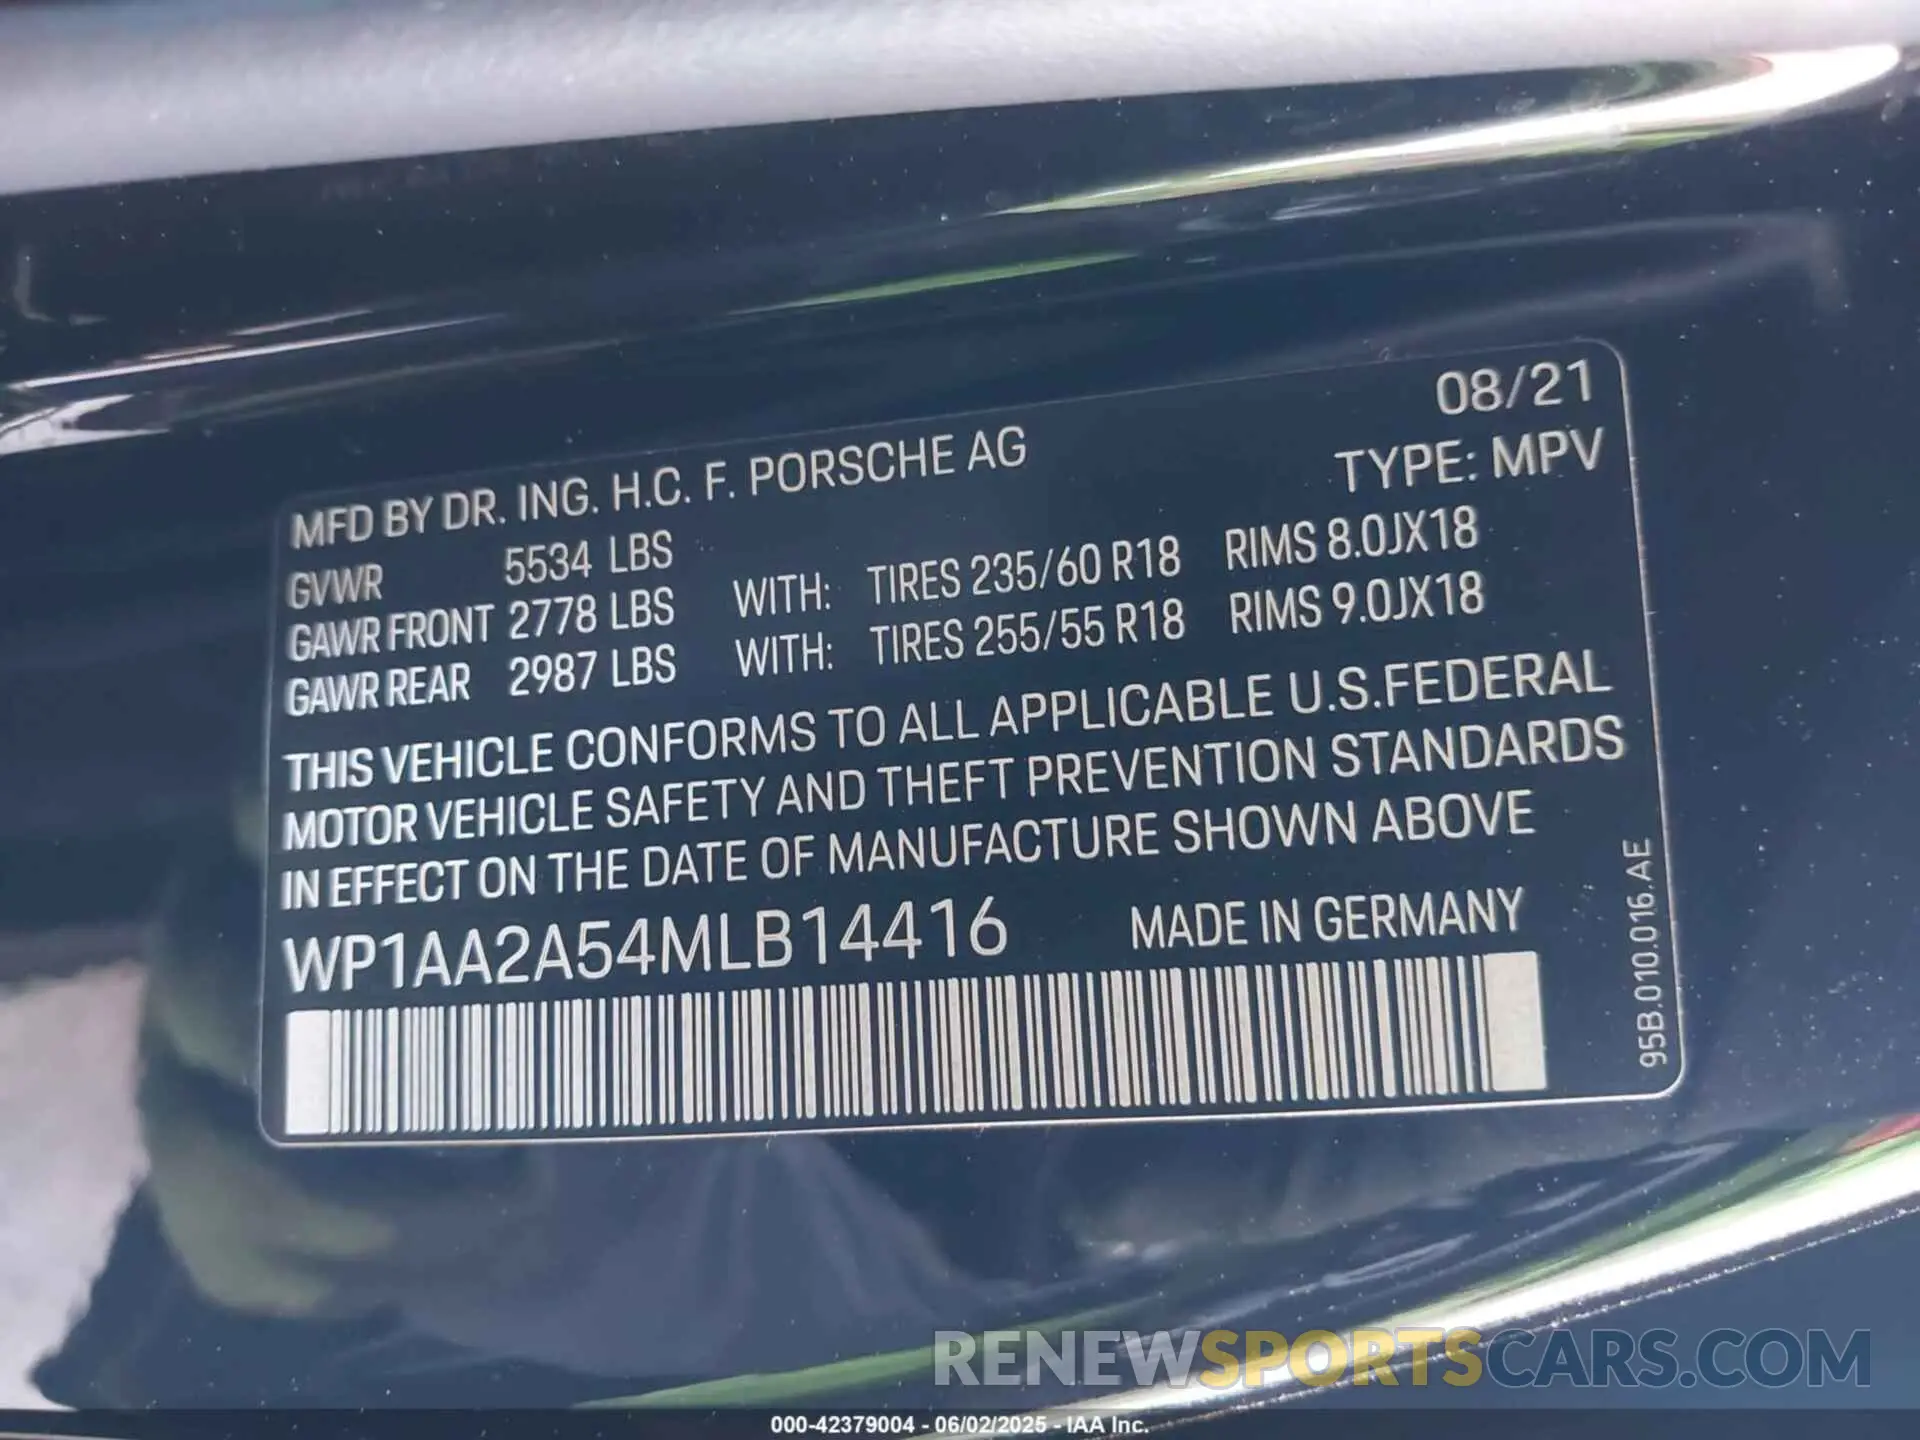 08/21
MFD BY DR. ING. H.C. F. PORSCHE AG TYPE: MPV
GVWR 5534 LBS
GAWR FRONT 2778 LBS WITH: TIRES 235/60 R18 RIMS 8.0JX18
GAWR REAR 2987 LBS WITH: TIRES 255/55 R18 RIMS 9.0JX18
THIS VEHICLE CONFORMS TO ALL APPLICABLE U.S.FEDERAL
MOTOR VEHICLE SAFETY AND THEFT PREVENTION STANDARDS
IN EFFECT ON THE DATE OF MANUFACTURE SHOWN ABOVE
WP1AA2A54MLB14416 MADE IN GERMANY
95B.010.016.AE
RENEWSPORTSCARS.COM
000-42379004 - 06/02/2025 - IAA Inc.